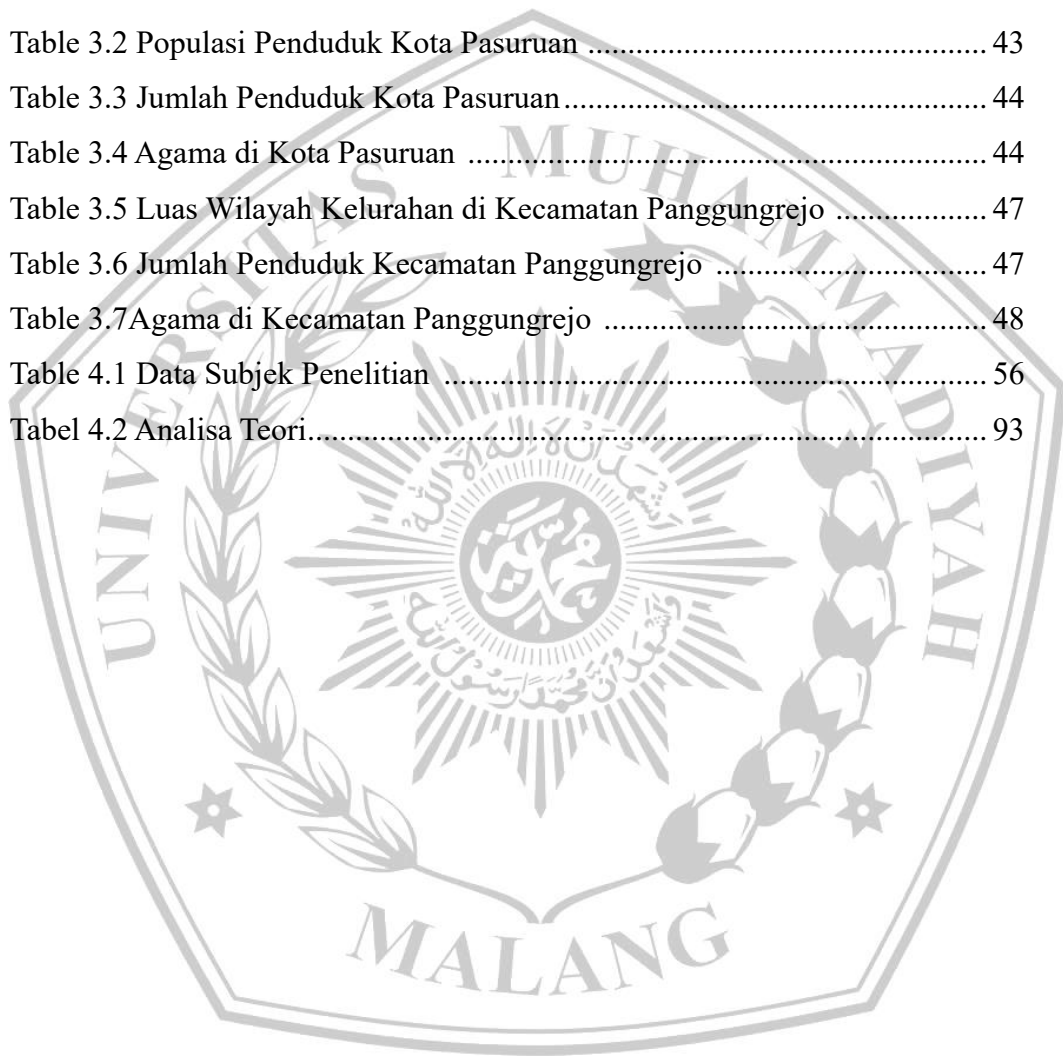 Table 3.2 Populasi Penduduk Kota Pasuruan ................................................ 43
Table 3.3 Jumlah Penduduk Kota Pasuruan................................................... 44
Table 3.4 Agama di Kota Pasuruan ............................................................... 44
Table 3.5 Luas Wilayah Kelurahan di Kecamatan Panggungrejo .................. 47
Table 3.6 Jumlah Penduduk Kecamatan Panggungrejo ................................. 47
Table 3.7Agama di Kecamatan Panggungrejo .............................................. 48
Table 4.1 Data Subjek Penelitian .................................................................. 56
Tabel 4.2 Analisa Teori.................................................................................. 93
UNIVERSITAS MUHAMMADIYAH
MALANG